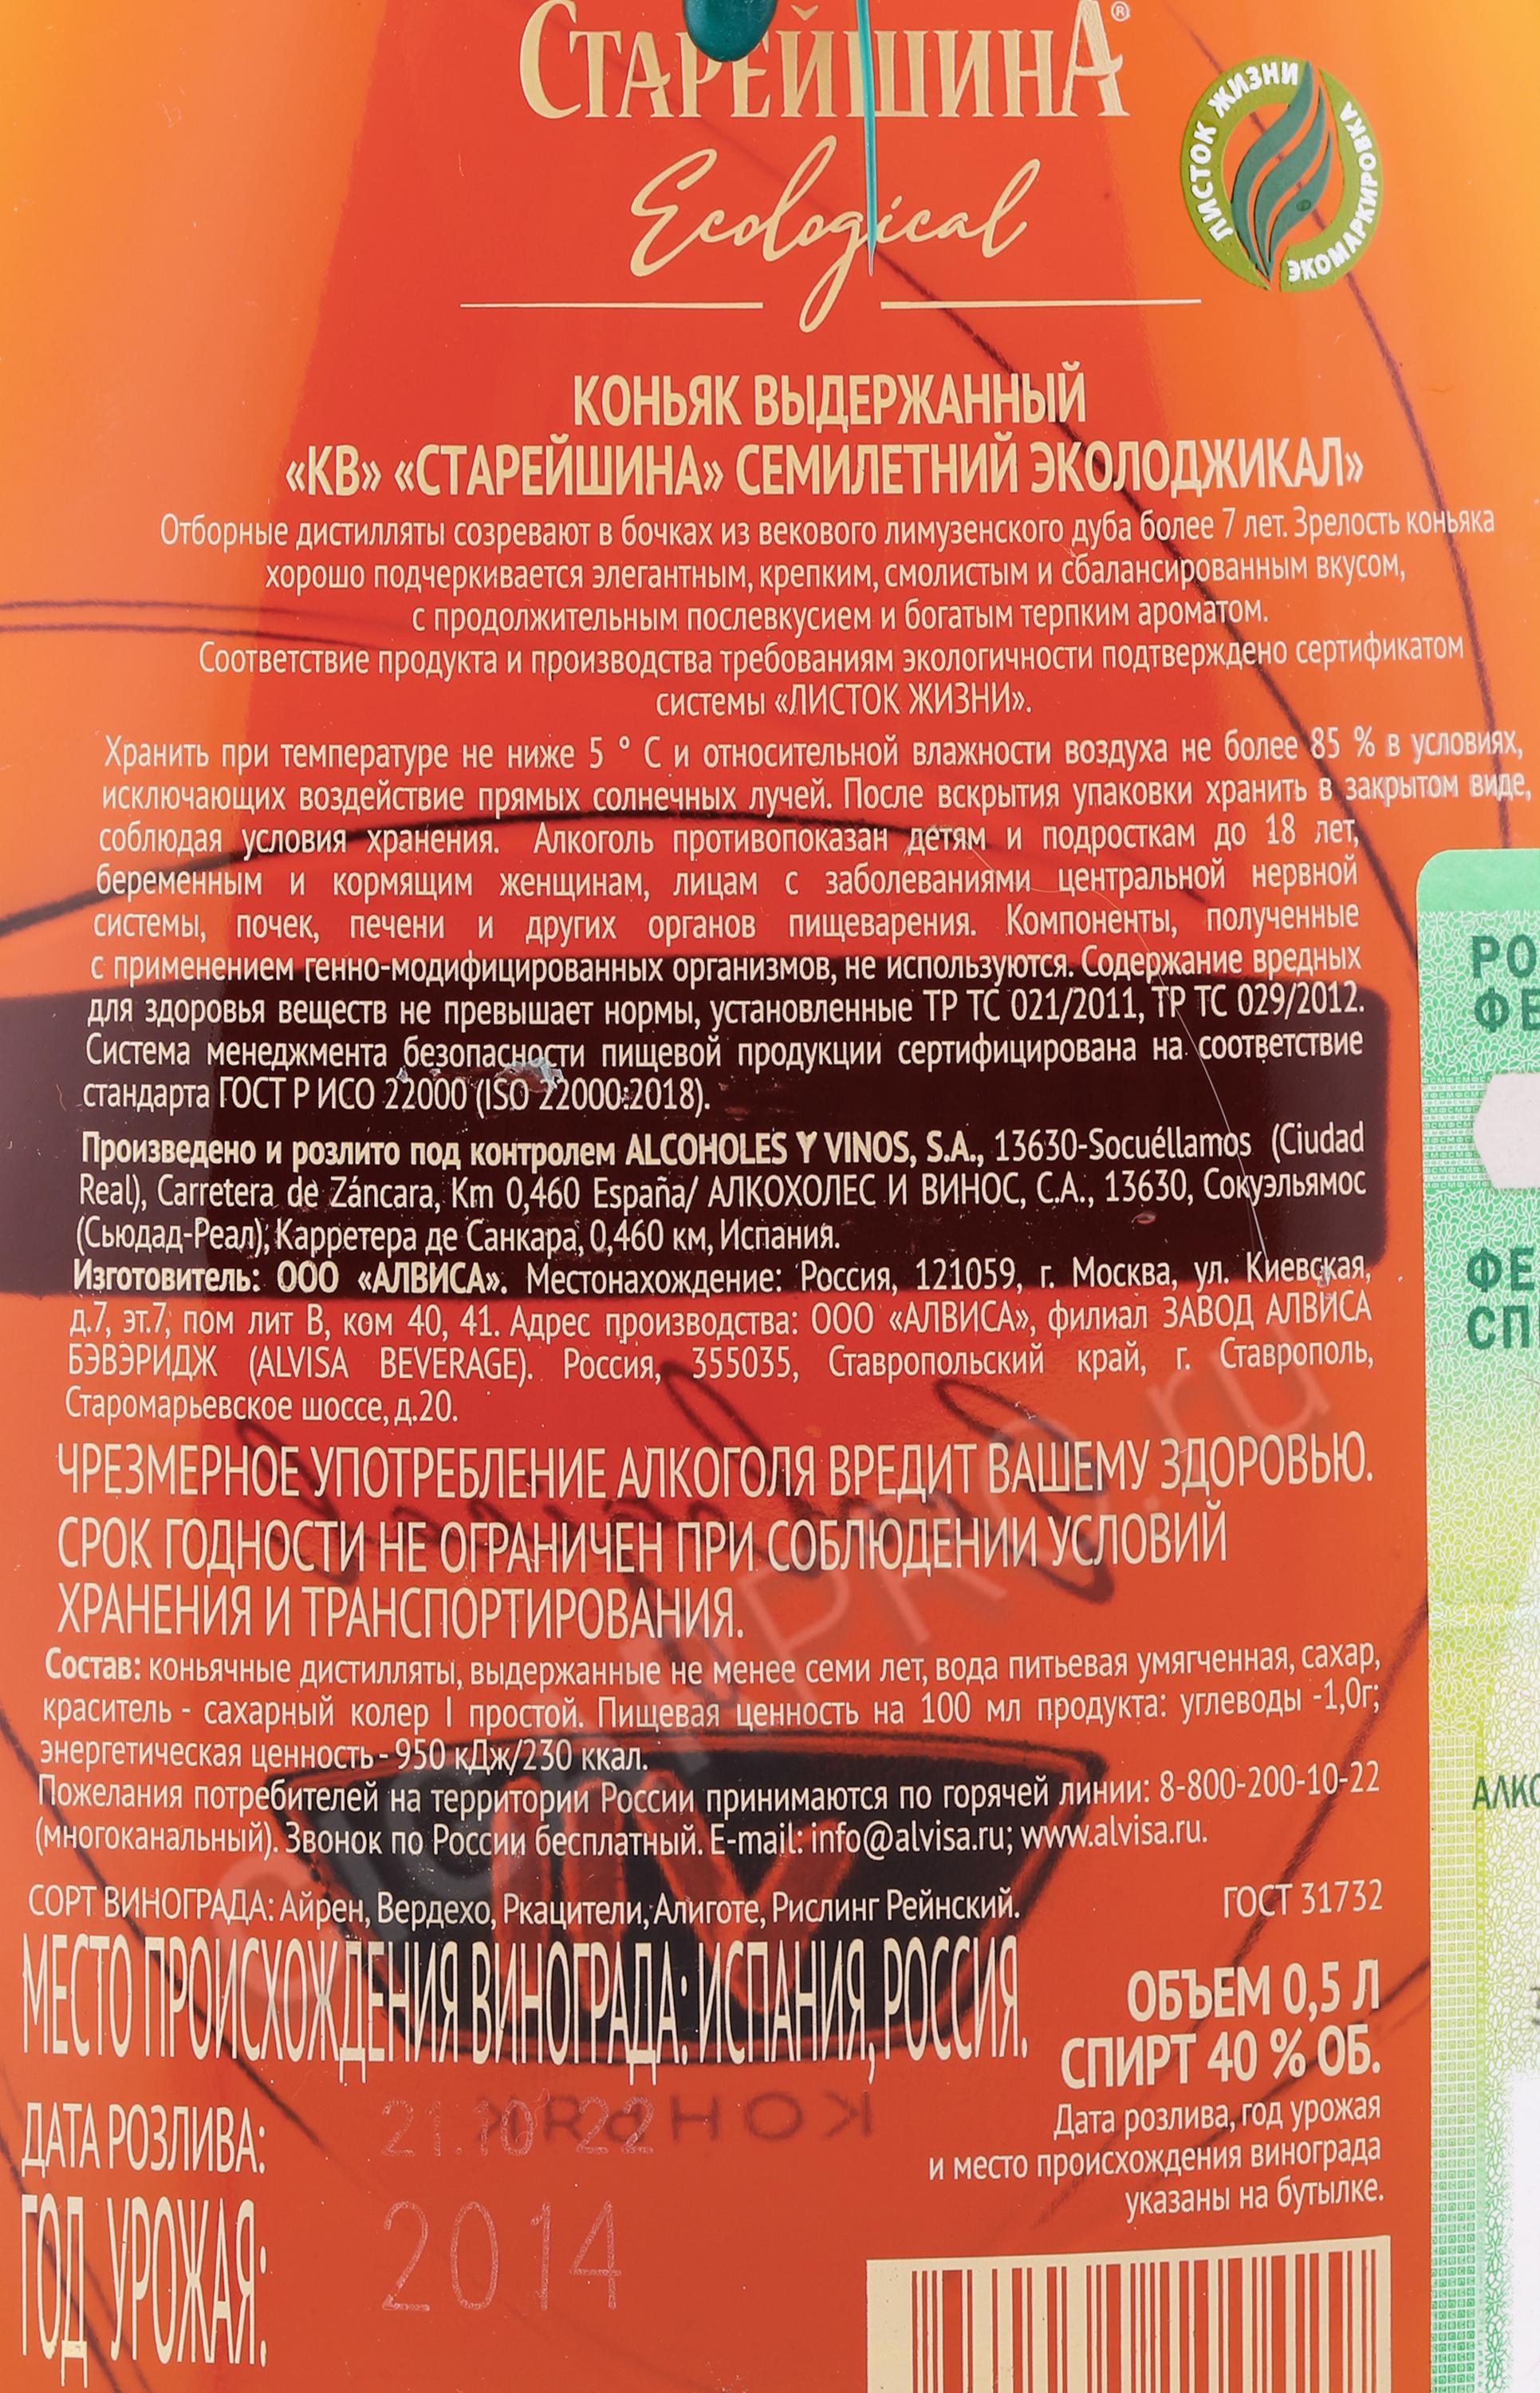 СТАРЕЙШИНА®
Ecological
ЛИСТОК ЖИЗНИ
ЭКОМАРКИРОВКА
КОНЬЯК ВЫДЕРЖАННЫЙ
«КВ» «СТАРЕЙШИНА» СЕМИЛЕТНИЙ ЭКОЛОДЖИКАЛ»
Отборные дистилляты созревают в бочках из векового лимузенского дуба более 7 лет. Зрелость коньяка
хорошо подчеркивается элегантным, крепким, смолистым и сбалансированным вкусом,
с продолжительным послевкусием и богатым терпким ароматом.
Соответствие продукта и производства требованиям экологичности подтверждено сертификатом
системы «ЛИСТОК ЖИЗНИ».
Хранить при температуре не ниже 5 ° С и относительной влажности воздуха не более 85 % в условиях,
исключающих воздействие прямых солнечных лучей. После вскрытия упаковки хранить в закрытом виде,
соблюдая условия хранения. Алкоголь противопоказан детям и подросткам до 18 лет,
беременным и кормящим женщинам, лицам с заболеваниями центральной нервной
системы, почек, печени и других органов пищеварения. Компоненты, полученные
с применением генно-модифицированных организмов, не используются. Содержание вредных
для здоровья веществ не превышает нормы, установленные ТР ТС 021/2011, ТР ТС 029/2012.
Система менеджмента безопасности пищевой продукции сертифицирована на соответствие
стандарта ГОСТ Р ИСО 22000 (ISO 22000:2018).
Произведено и розлито под контролем ALCOHOLES Y VINOS, S.A., 13630-Socuéllamos (Ciudad
Real), Carretera de Záncara, Km 0,460 España/ АЛКОХОЛЕС И ВИНОС, С.А., 13630, Сокуэльямос
(Сьюдад-Реал), Карретера де Санкара, 0,460 км, Испания.
Изготовитель: ООО «АЛВИСА». Местонахождение: Россия, 121059, г. Москва, ул. Киевская,
д.7, эт.7, пом лит В, ком 40, 41. Адрес производства: ООО «АЛВИСА», филиал ЗАВОД АЛВИСА
БЭВЭРИДЖ (ALVISA BEVERAGE). Россия, 355035, Ставропольский край, г. Ставрополь,
Старомарьевское шоссе, д.20.
ЧРЕЗМЕРНОЕ УПОТРЕБЛЕНИЕ АЛКОГОЛЯ ВРЕДИТ ВАШЕМУ ЗДОРОВЬЮ.
СРОК ГОДНОСТИ НЕ ОГРАНИЧЕН ПРИ СОБЛЮДЕНИИ УСЛОВИЙ
ХРАНЕНИЯ И ТРАНСПОРТИРОВАНИЯ.
Состав: коньячные дистилляты, выдержанные не менее семи лет, вода питьевая умягченная, сахар,
краситель - сахарный колер I простой. Пищевая ценность на 100 мл продукта: углеводы -1,0г;
энергетическая ценность - 950 кДж/230 ккал.
Пожелания потребителей на территории России принимаются по горячей линии: 8-800-200-10-22
(многоканальный). Звонок по России бесплатный. E-mail: info@alvisa.ru; www.alvisa.ru.
СОРТ ВИНОГРАДА: Айрен, Вердехо, Ркацители, Алиготе, Рислинг Рейнский.
ГОСТ 31732
МЕСТО ПРОИСХОЖДЕНИЯ ВИНОГРАДА: ИСПАНИЯ, РОССИЯ.
ОБЪЕМ 0,5 Л
СПИРТ 40 % ОБ.
Дата розлива, год урожая
и место происхождения винограда
указаны на бутылке.
ДАТА РОЗЛИВА: 21.10 22
КОНЬЯК
ГОД УРОЖАЯ: 2014
РО
ФЕ
ФЕ
СП
АЛКО
CIGARPRO.ru